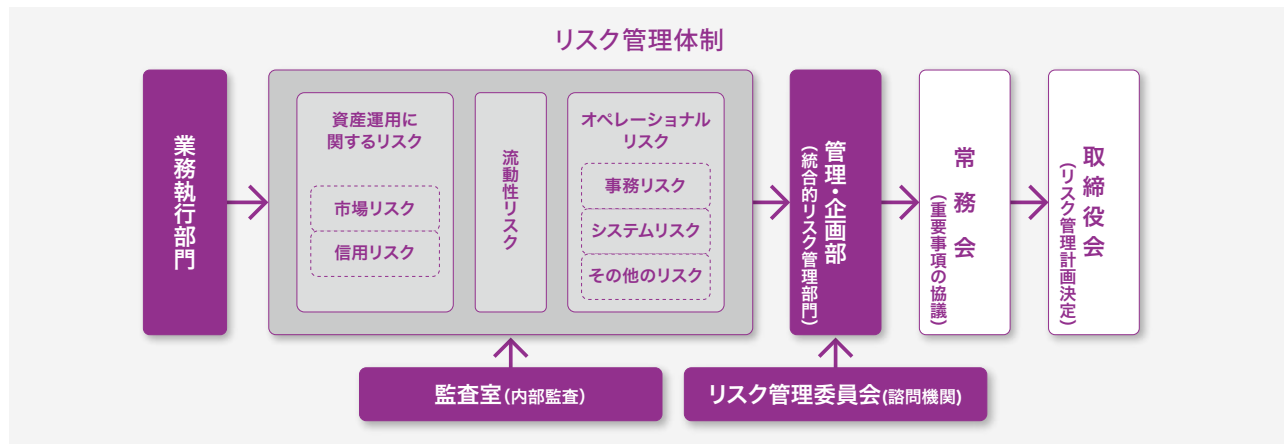 リスク管理体制
業務執行部門
資産運用に
関するリスク
市場リスク
信用リスク
流動性リスク
オペレーショナル
リスク
事務リスク
システムリスク
その他のリスク
管理・企画部
(統合的リスク管理部門)
常務会
(重要事項の協議)
取締役会
(リスク管理計画決定)
監査室(内部監査)
リスク管理委員会(諮問機関)